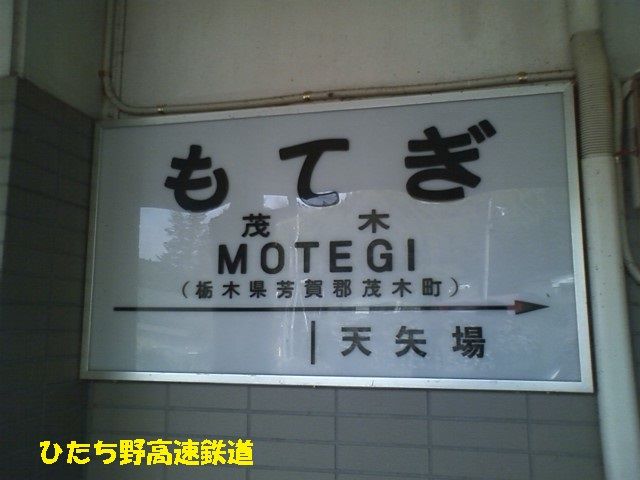 もてぎ
茂木
MOTEGI
(栃木県芳賀郡茂木町)
天矢場
ひたち野高速鉄道